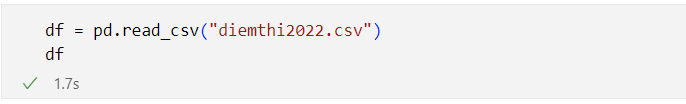 df = pd.read_csv("diemthi2022.csv")
df
✓ 1.7s